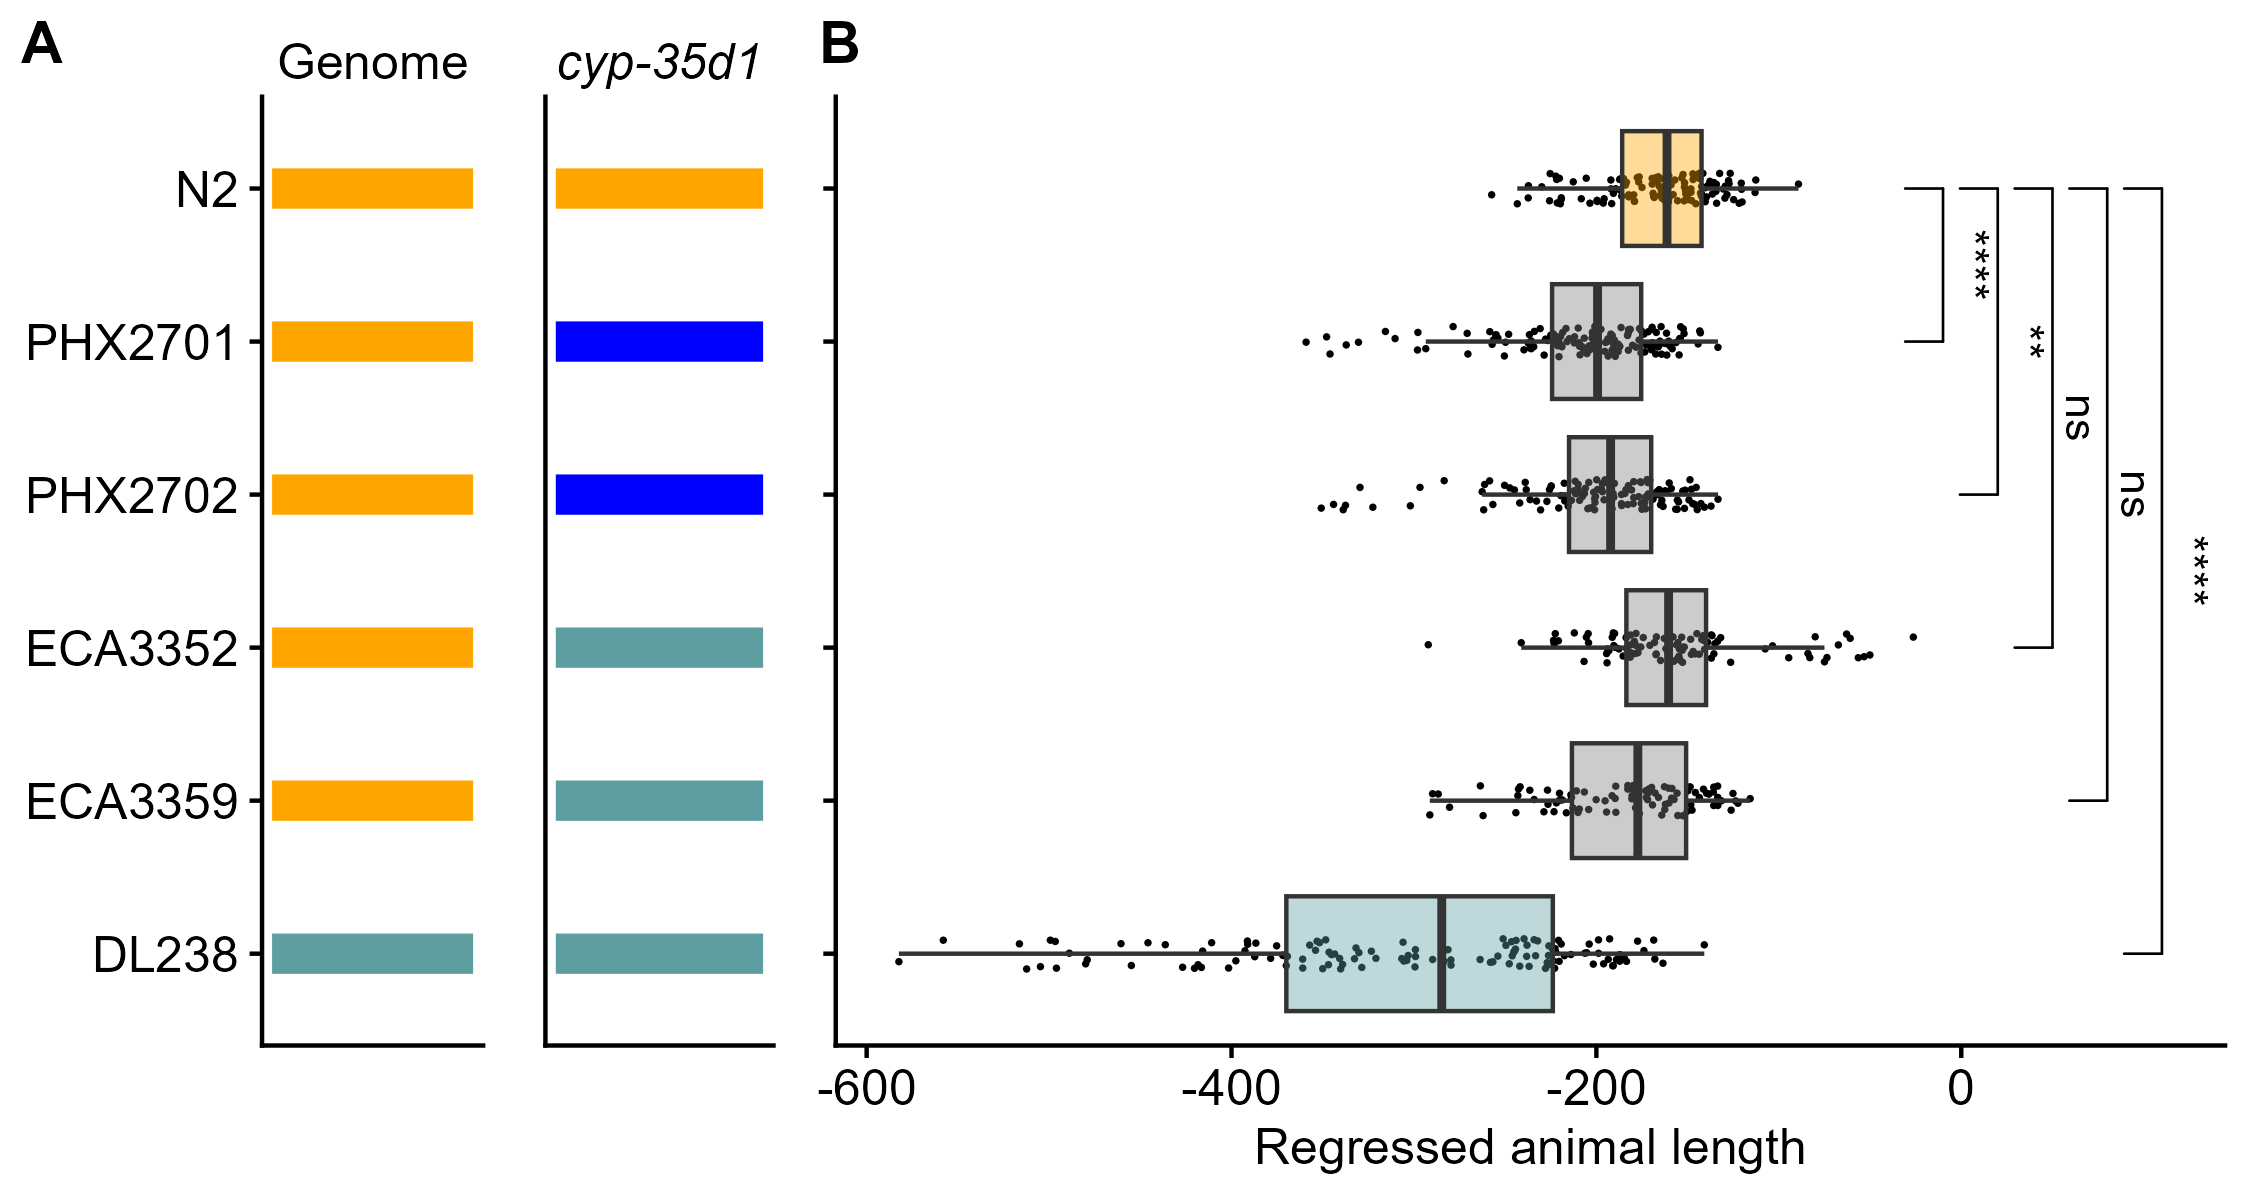 A
Genome
cyp-35d1
B
N2
PHX2701
PHX2702
ECA3352
ECA3359
DL238
****
**
ns
ns
****
-600
-400
-200
0
Regressed animal length